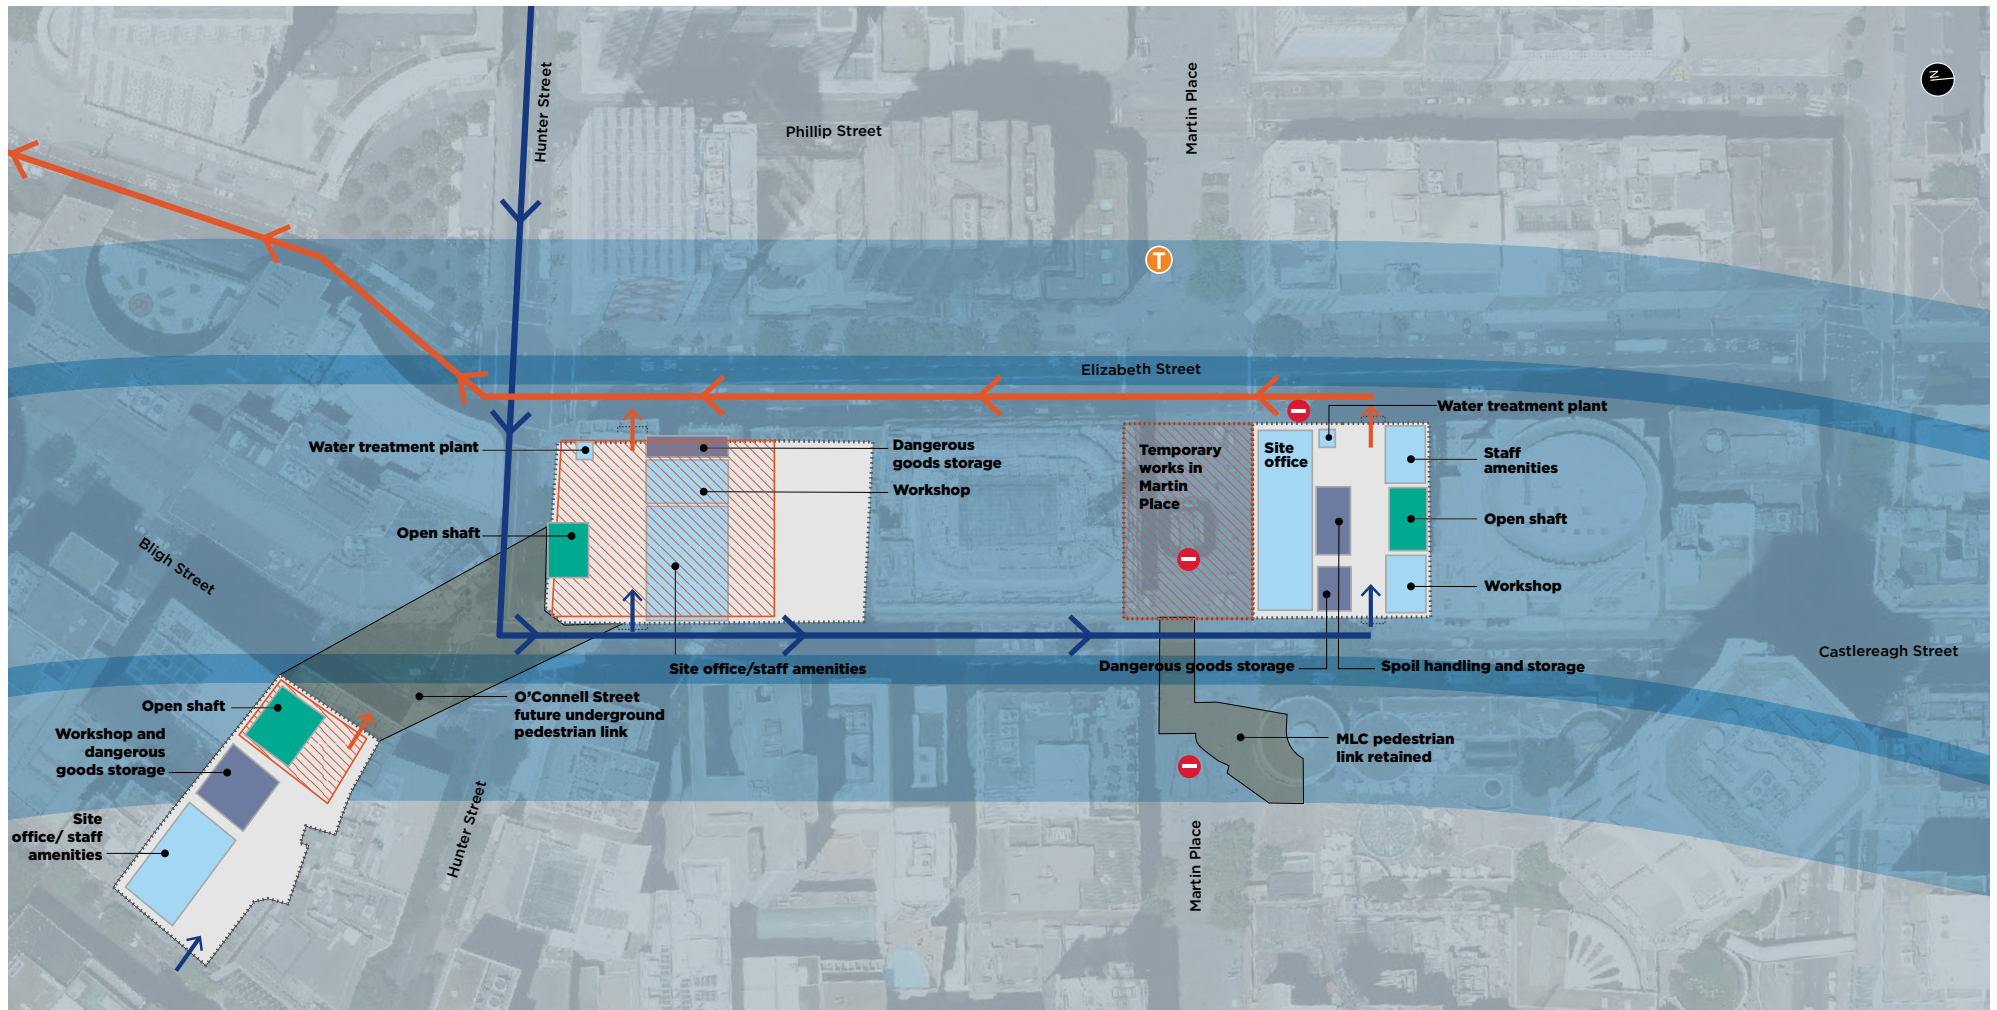 Hunter Street
Phillip Street
Martin Place
N
T
Elizabeth Street
Water treatment plant
Water treatment plant
Dangerous
goods storage
Workshop
Open shaft
Temporary
works in
Martin
Place
Site
office
Staff
amenities
Open shaft
Workshop
Bligh Street
Site office/staff amenities
Dangerous goods storage
Spoil handling and storage
Castlereagh Street
Open shaft
O'Connell Street
future underground
pedestrian link
Workshop and
dangerous
goods storage
MLC pedestrian
link retained
Site
office/ staff
amenities
Hunter Street
Martin Place